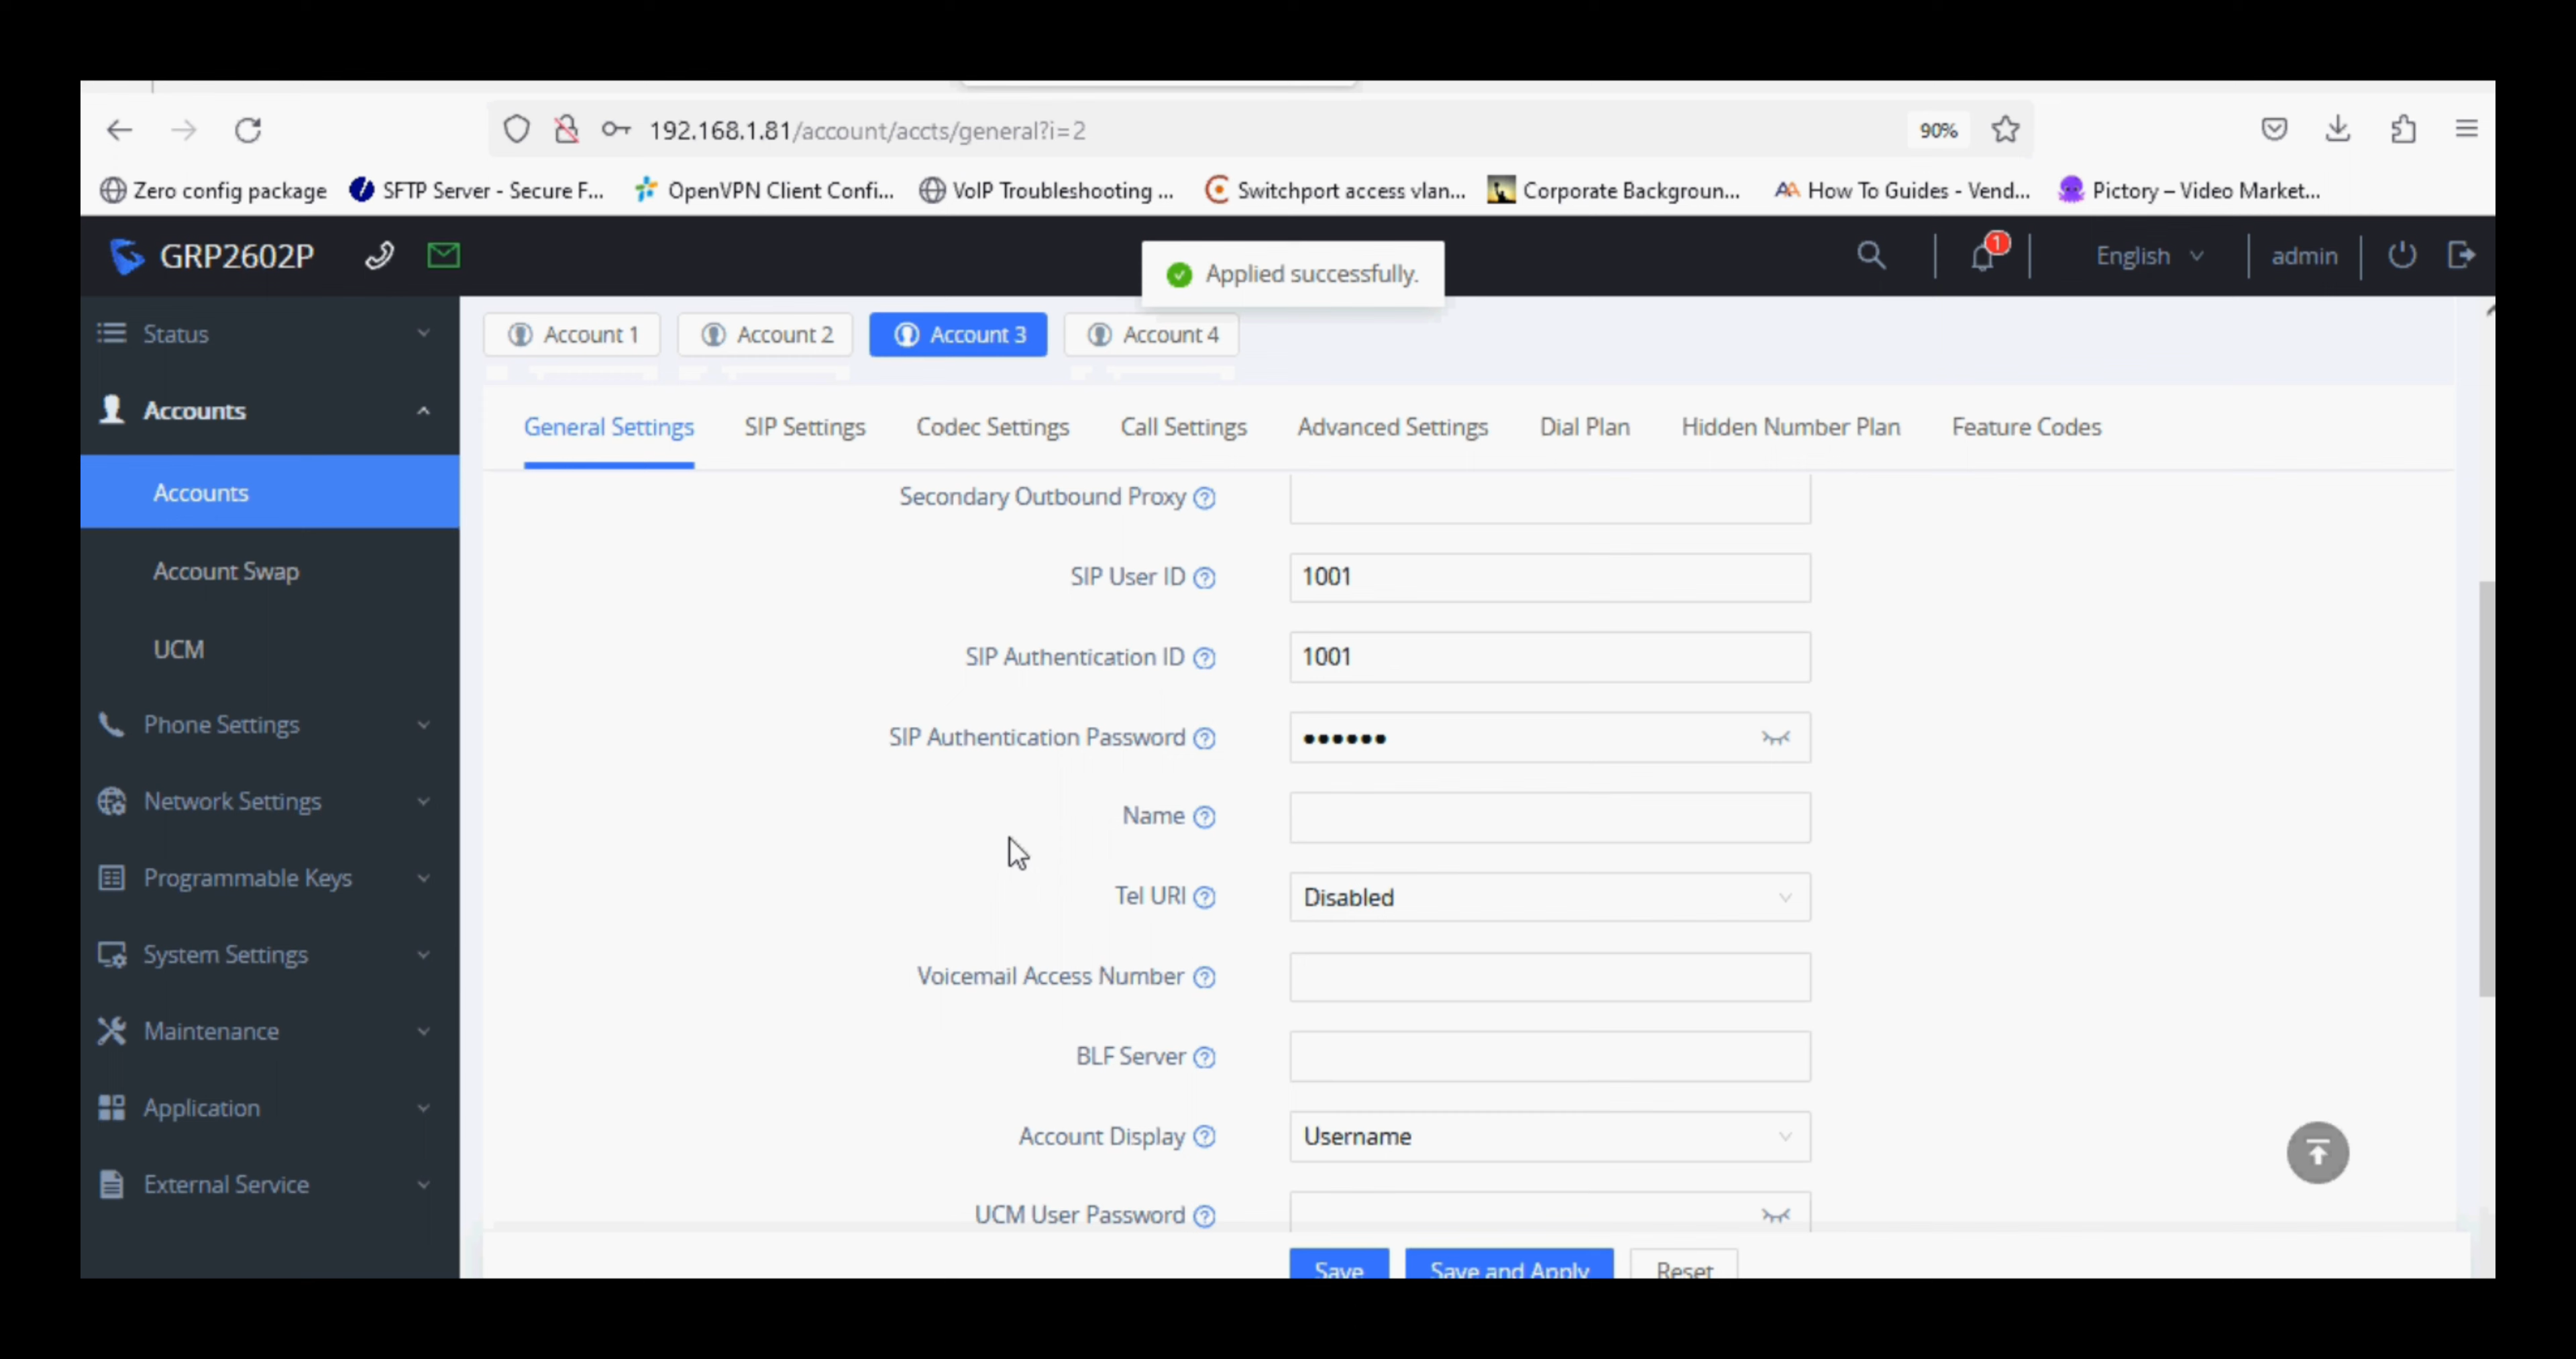 192.168.1.81/account/accts/general?i=2
90%
Zero config package
SFTP Server - Secure F...
OpenVPN Client Confi...
VoIP Troubleshooting ...
Switchport access vlan...
Corporate Backgroun...
How To Guides - Vend...
Pictory – Video Market...
GRP2602P
Applied successfully.
1
English
admin
Status
Accounts
Accounts
Account Swap
UCM
Phone Settings
Network Settings
Programmable Keys
System Settings
Maintenance
Application
External Service
Account 1
Account 2
Account 3
Account 4
General Settings
SIP Settings
Codec Settings
Call Settings
Advanced Settings
Dial Plan
Hidden Number Plan
Feature Codes
Secondary Outbound Proxy
SIP User ID 1001
SIP Authentication ID 1001
SIP Authentication Password ••••••
Name
Tel URI Disabled
Voicemail Access Number
BLF Server
Account Display Username
UCM User Password
Save
Save and Apply
Reset